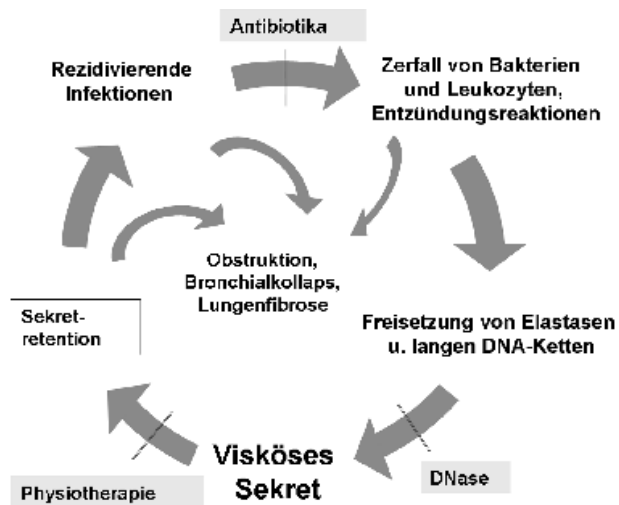 Antibiotika
Rezidivierende
Infektionen
Zerfall von Bakterien
und Leukozyten,
Entzündungsreaktionen
Obstruktion,
Bronchialkollaps,
Lungenfibrose
Sekret-
retention
Freisetzung von Elastasen
u. langen DNA-Ketten
Visköses
Sekret
Physiotherapie
DNase